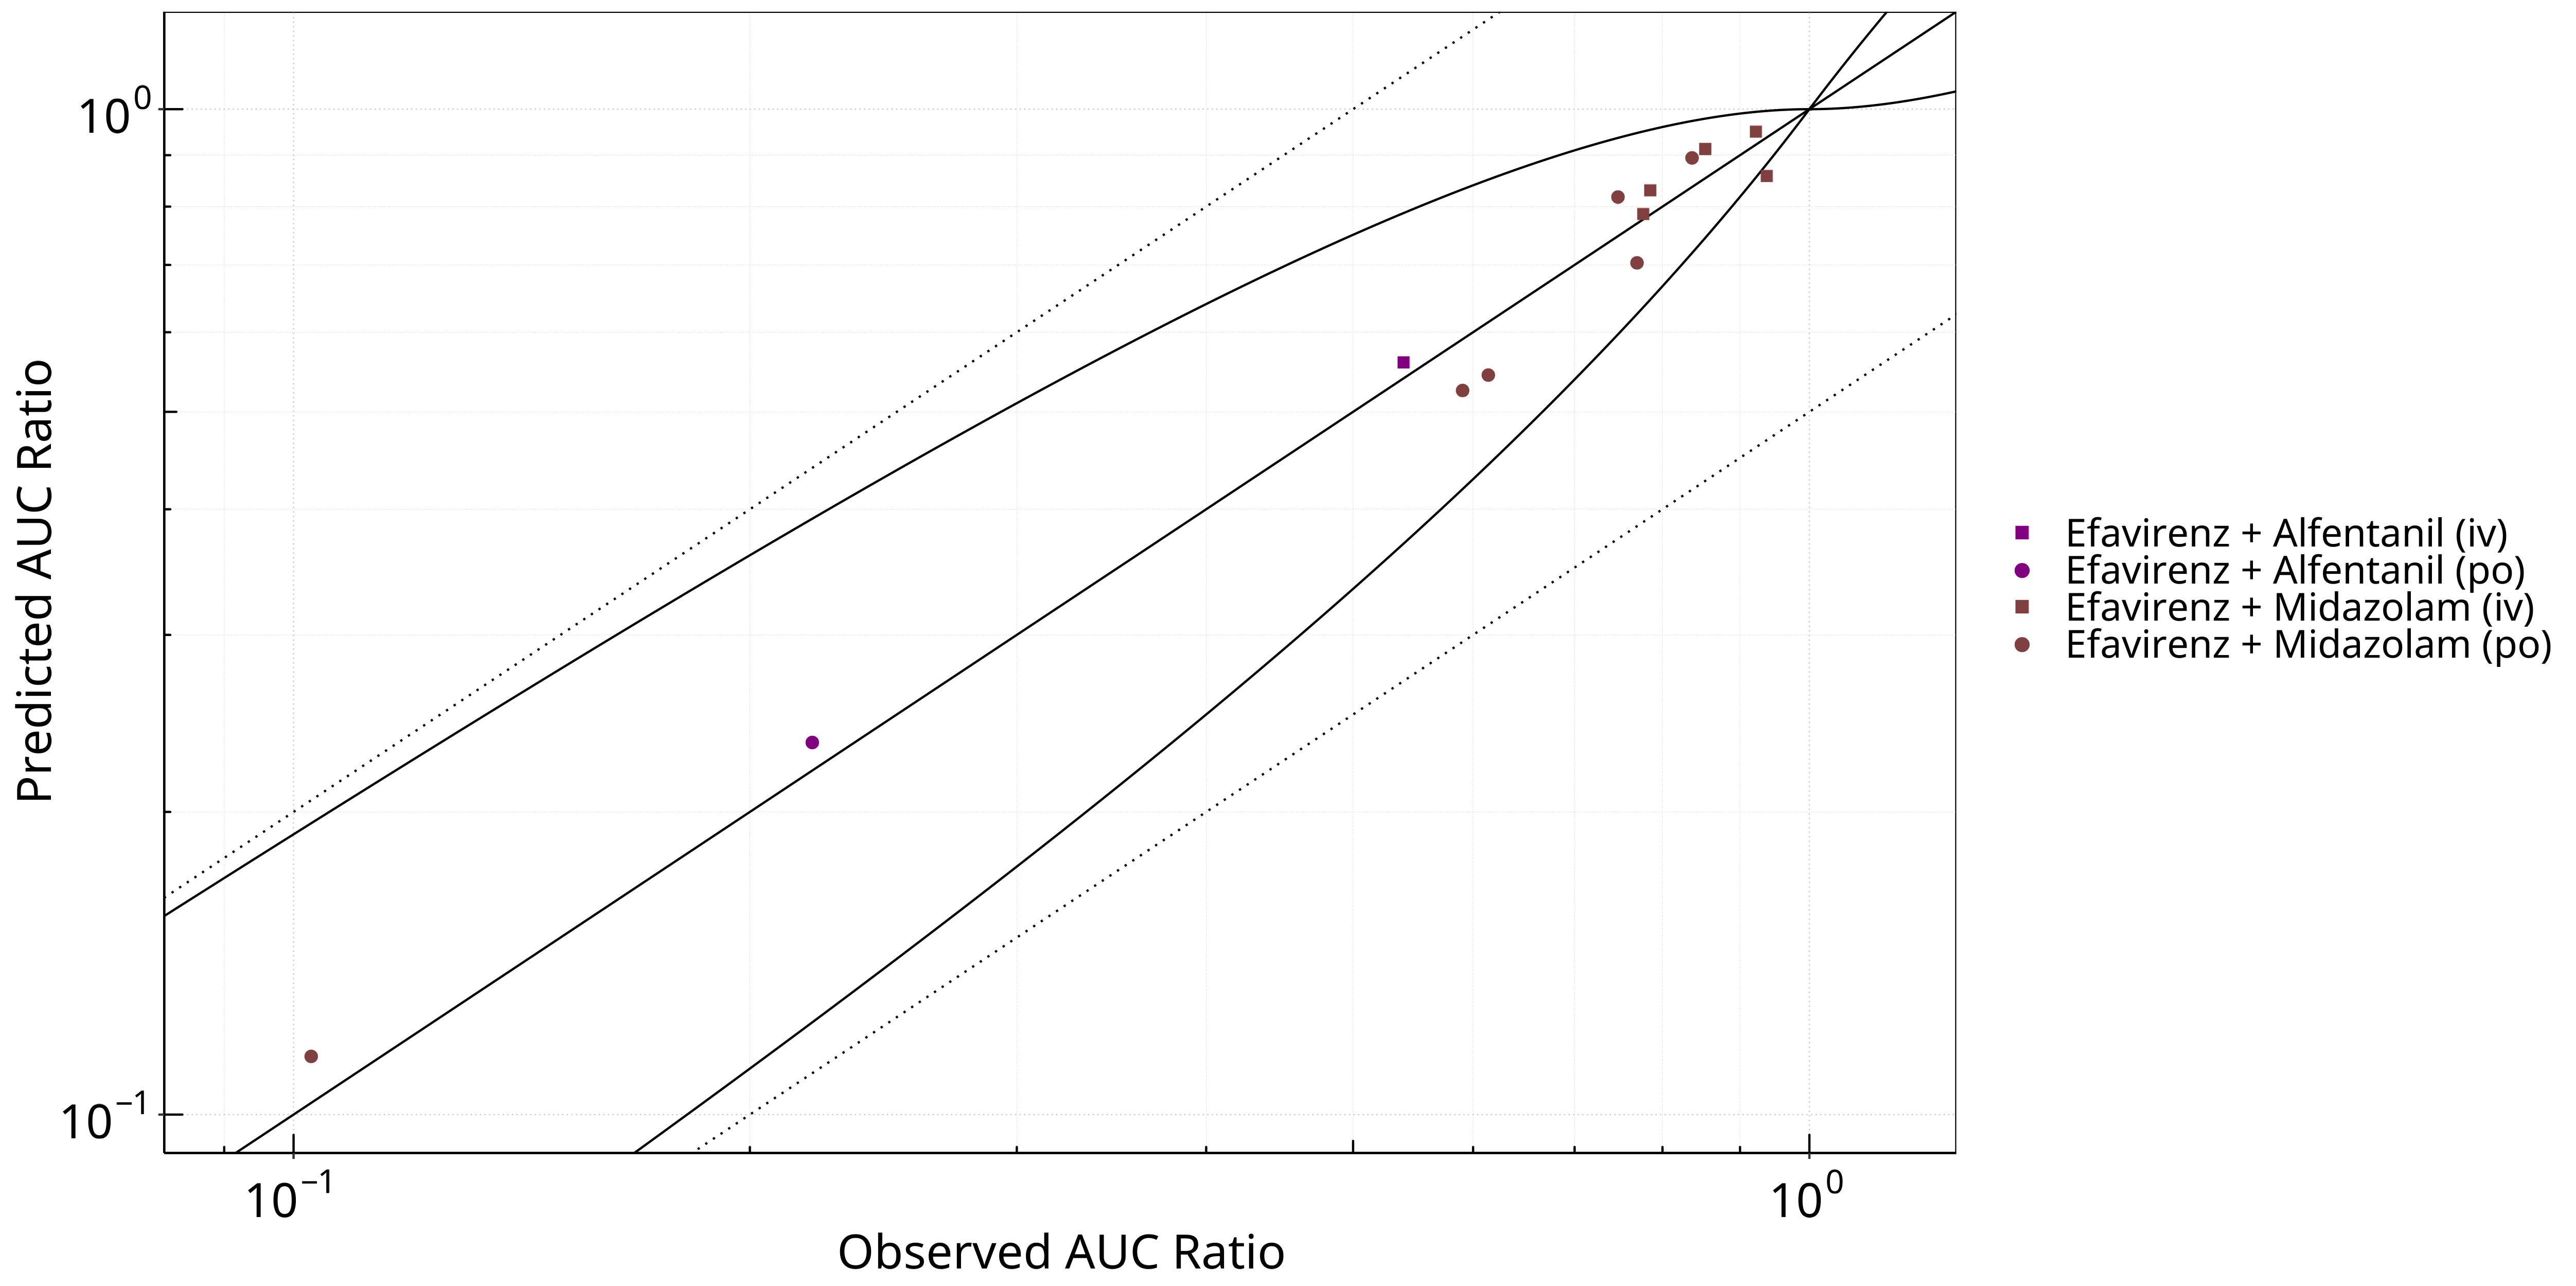 Predicted AUC Ratio
10⁰
10⁻¹
10⁻¹
10⁰
Observed AUC Ratio
Efavirenz + Alfentanil (iv)
Efavirenz + Alfentanil (po)
Efavirenz + Midazolam (iv)
Efavirenz + Midazolam (po)